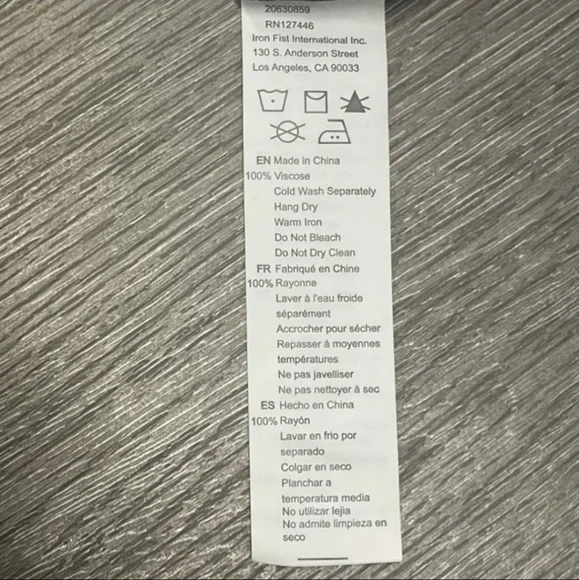 20630859
RN127446
Iron Fist International Inc.
130 S. Anderson Street
Los Angeles, CA 90033
EN Made in China
100% Viscose
Cold Wash Separately
Hang Dry
Warm Iron
Do Not Bleach
Do Not Dry Clean
FR Fabriqué en Chine
100% Rayonne
Laver à l'eau froide
séparément
Accrocher pour sécher
Repasser à moyennes
températures
Ne pas javelliser
Ne pas nettoyer à sec
ES Hecho en China
100% Rayón
Lavar en frio por
separado
Colgar en seco
Planchar a
temperatura media
No utilizar lejia
No admite limpieza en
seco